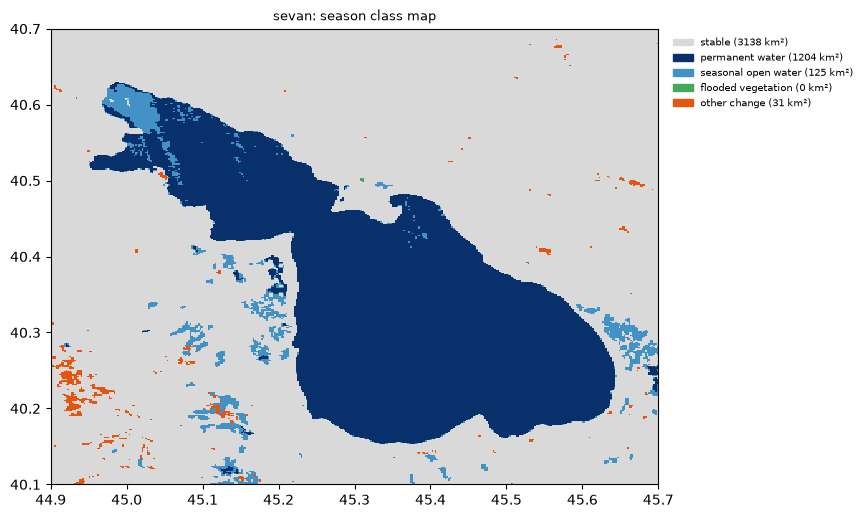 sevan: season class map
stable (3138 km²)
permanent water (1204 km²)
seasonal open water (125 km²)
flooded vegetation (0 km²)
other change (31 km²)
40.7
40.6
40.5
40.4
40.3
40.2
40.1
44.9 45.0 45.1 45.2 45.3 45.4 45.5 45.6 45.7